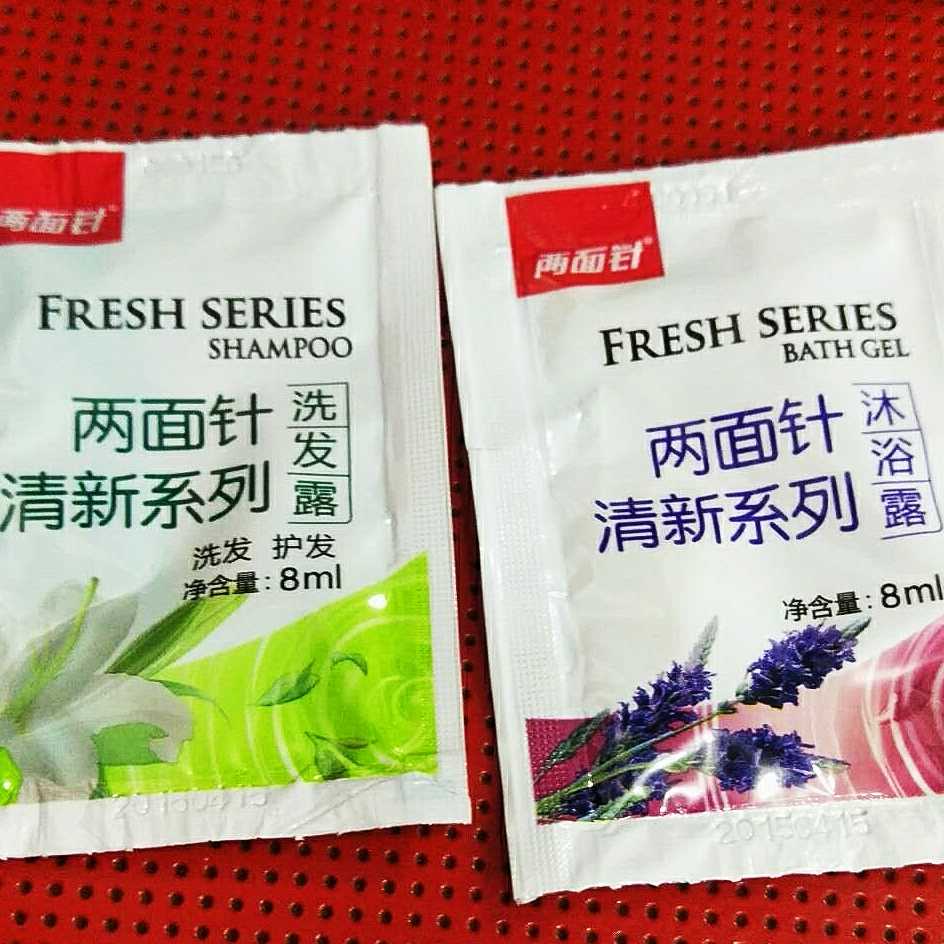 两面针
FRESH SERIES
SHAMPOO
两面针
清新系列
洗发露
洗发 护发
净含量:8ml
20150415
两面针®
FRESH SERIES
BATH GEL
两面针
清新系列
沐浴露
净含量:8ml
20150415